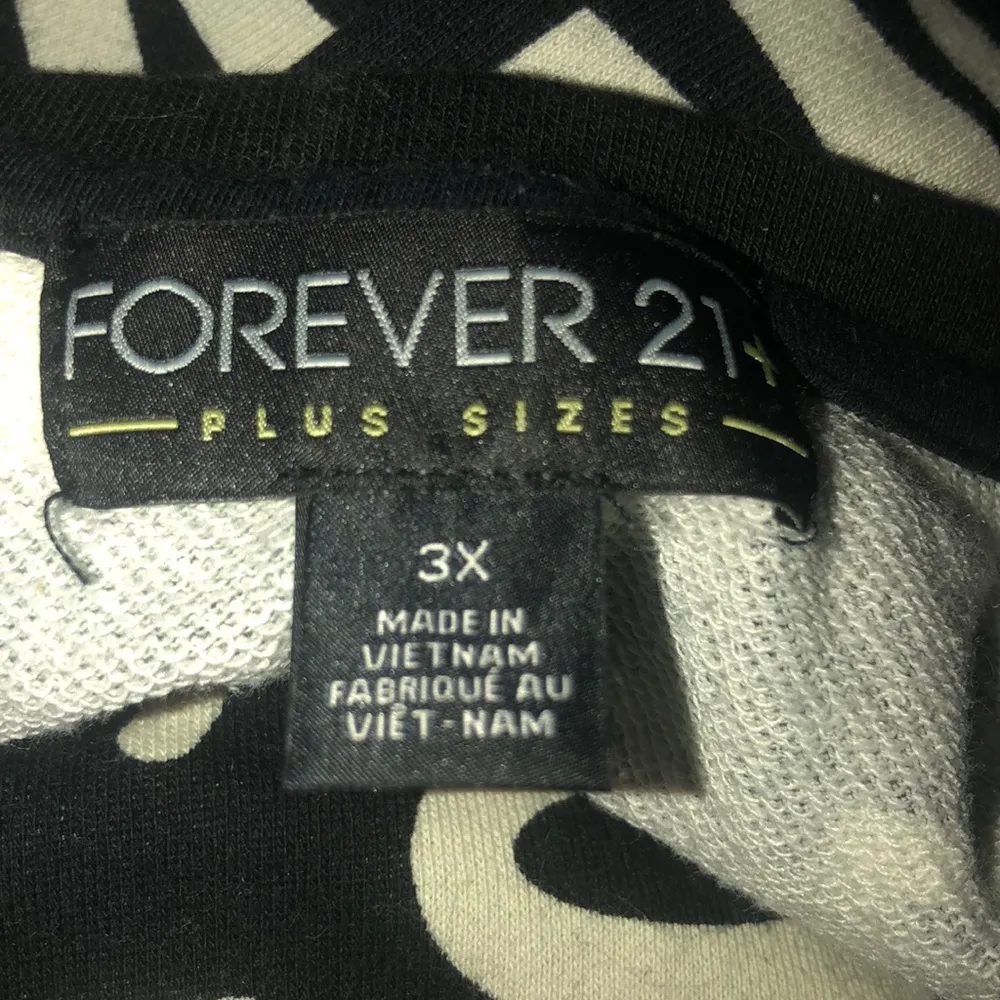 FOREVER 21+
PLUS SIZES
3X
MADE IN
VIETNAM
FABRIQUÉ AU
VIÊT-NAM